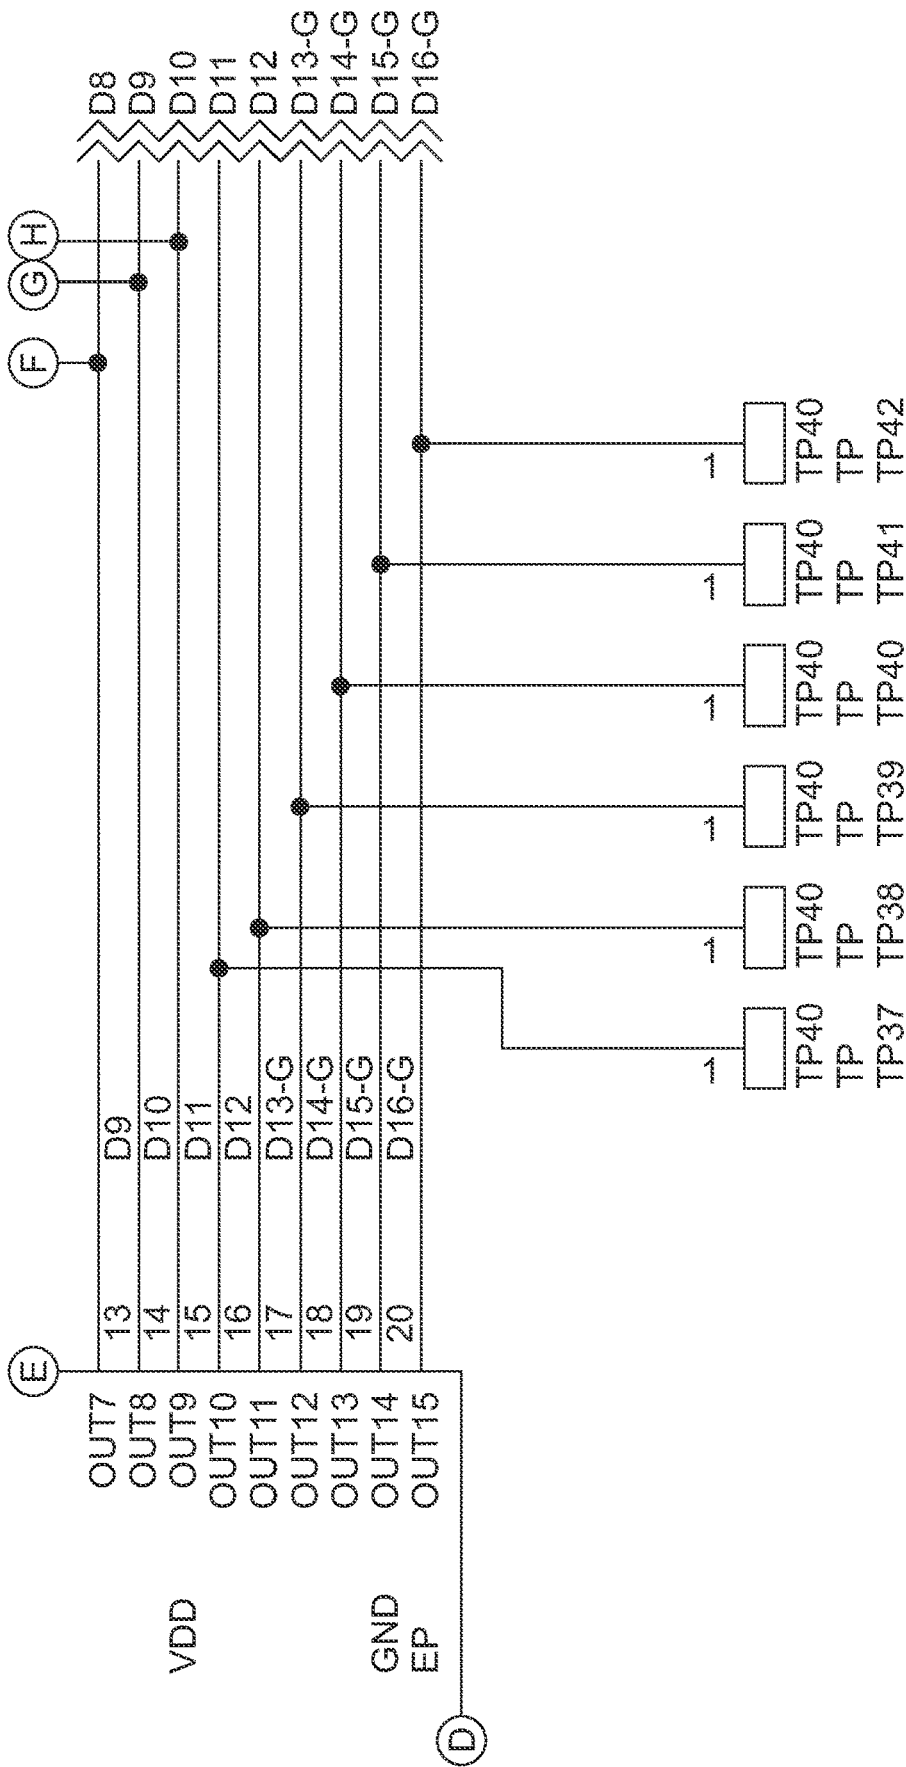 E
F
G
H
D
OUT7
D8
OUT8
13
D9
D9
VDD
OUT9
14
D10
D10
OUT10
15
D11
D11
OUT11
16
D12
D12
OUT12
17
D13-G
D13-G
OUT13
18
D14-G
D14-G
GND
OUT14
19
D15-G
D15-G
EP
OUT15
20
D16-G
D16-G
1
TP40
TP
TP37
1
TP40
TP
TP38
1
TP40
TP
TP39
1
TP40
TP
TP40
1
TP40
TP
TP41
1
TP40
TP
TP42